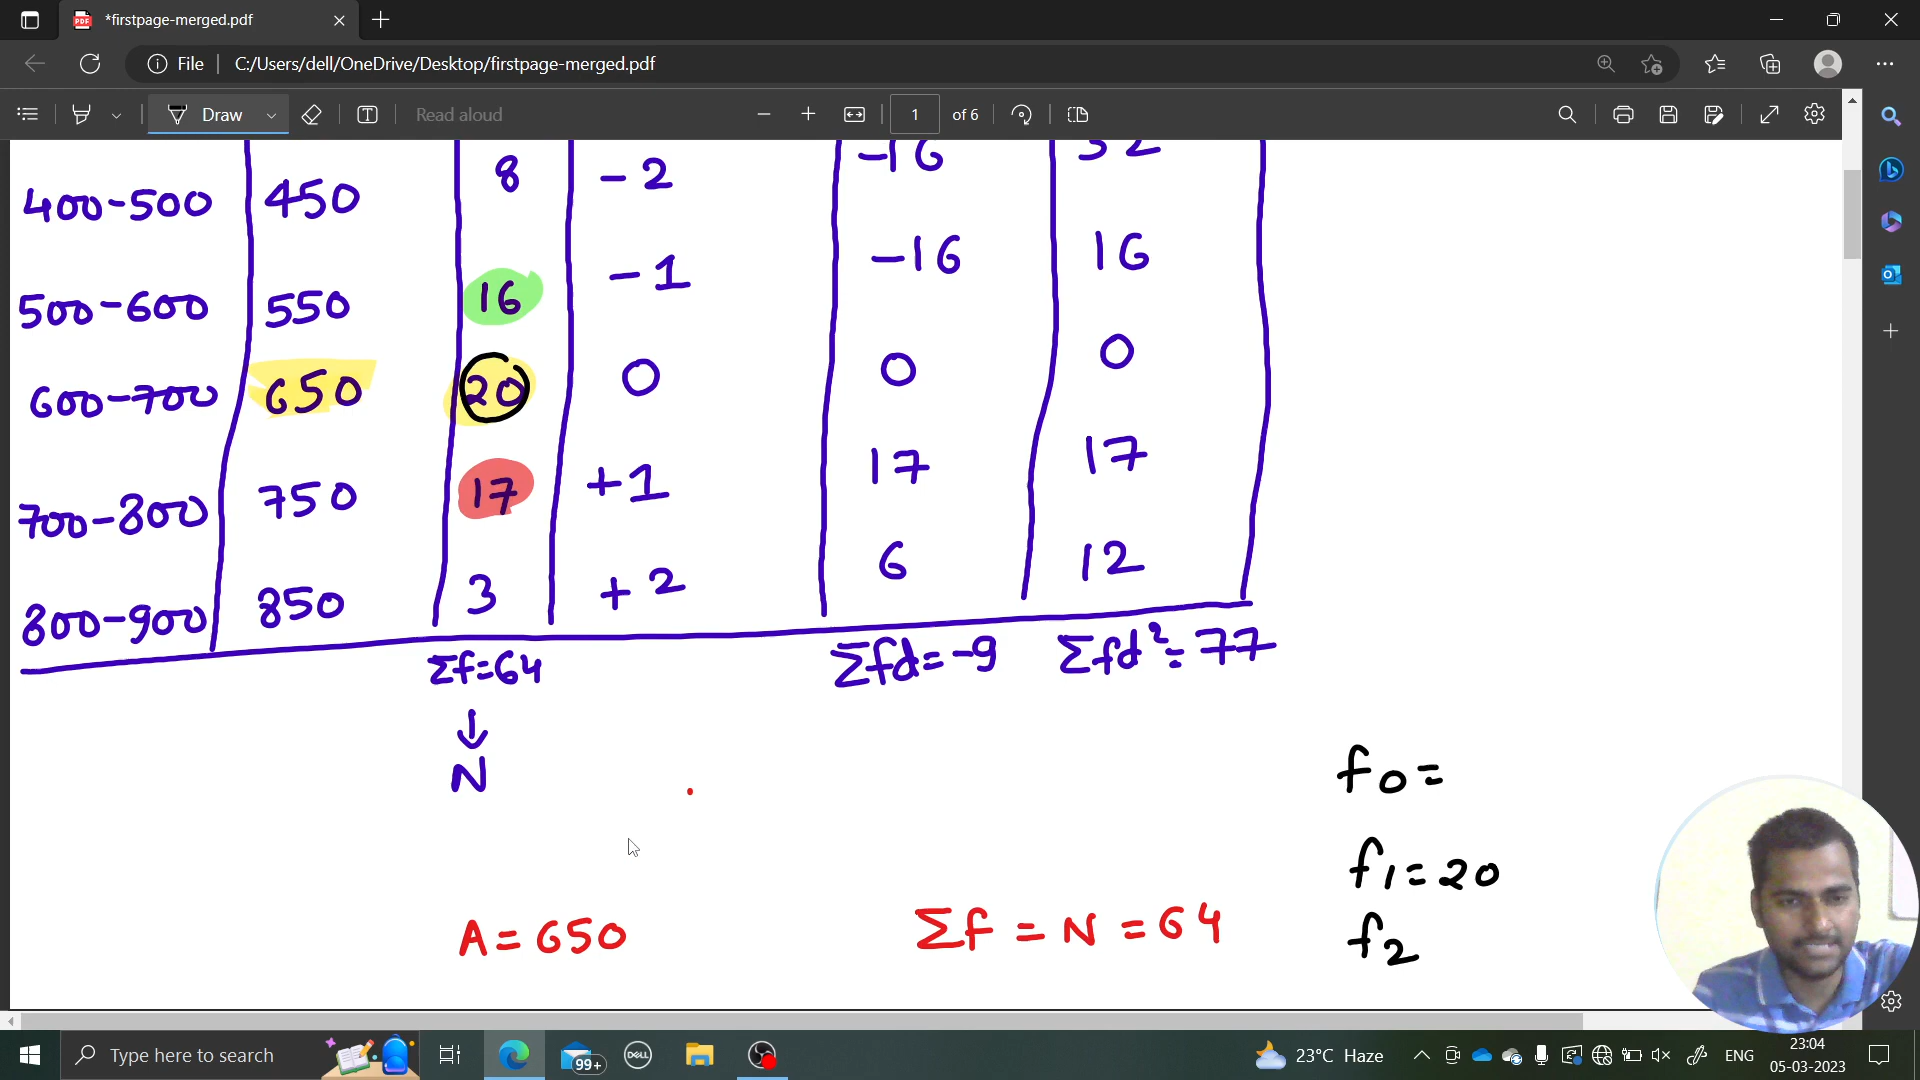 *firstpage-merged.pdf
File C:/Users/dell/OneDrive/Desktop/firstpage-merged.pdf
Draw Read aloud 1 of 6
-16 32
400-500 450 8 -2
500-600 550 16 -1 -16 16
600-700 650 20 0 0 0
700-800 750 17 +1 17 17
800-900 850 3 +2 6 12
Σf=64 Σfd=-9 Σfd²=77
↓
N
f0=
f1=20
A=650 Σf = N = 64
f2
Type here to search
99+
DELL
23°C Haze
ENG
23:04
05-03-2023